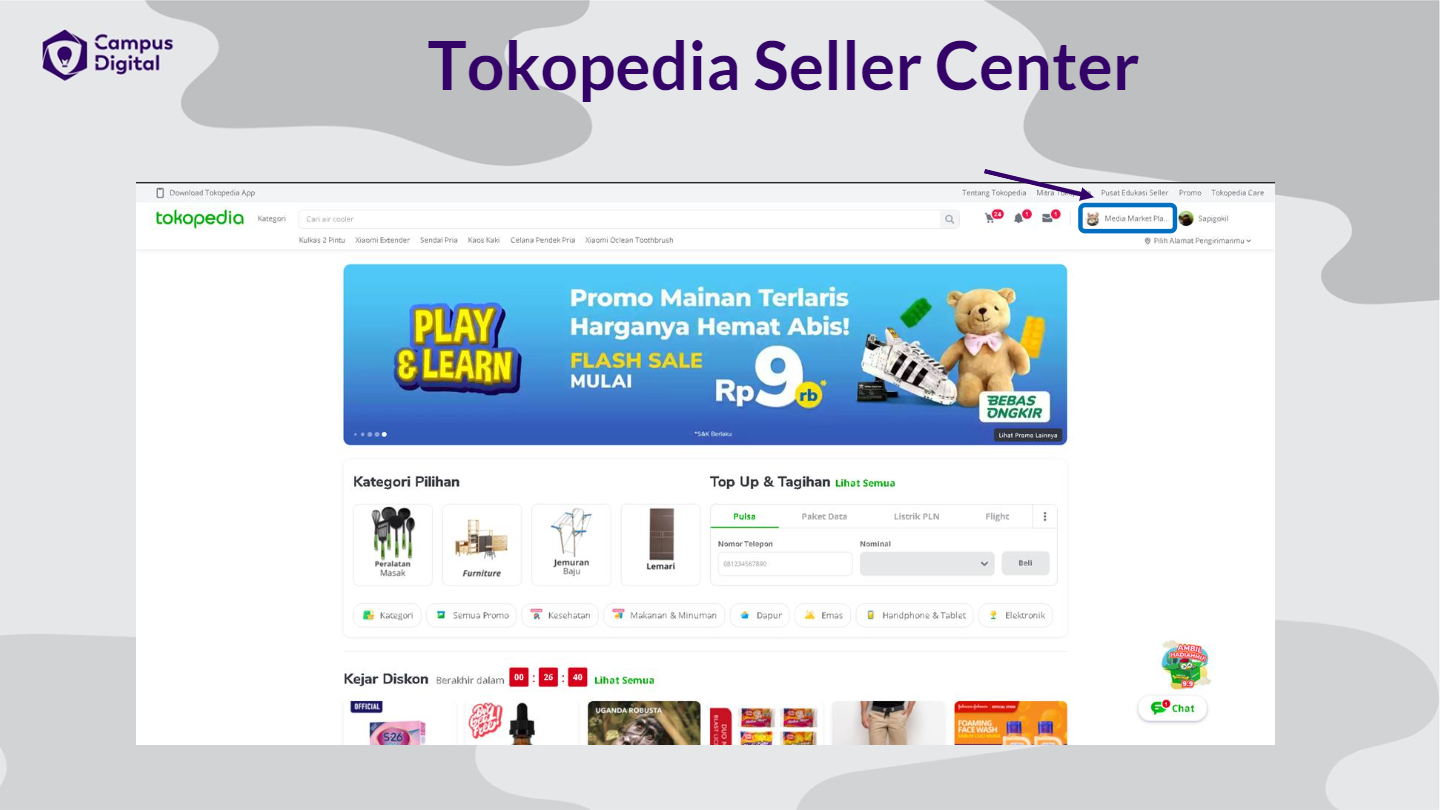 Campus
Digital
Tokopedia Seller Center
Download Tokopedia App
Tentang Tokopedia
Pusat Edukasi Seller
Promo
Tokopedia Care
tokopedia
Kategori
Cari air cooler
24
1
1
Media Market Pla...
Sapigokil
Kulkas 2 Pintu
Xiaomi Extender
Sendal Pria
Kaos Kaki
Celana Pendek Pria
Xiaomi Oclean Toothbrush
Pilih Alamat Pengirimanmu
PLAY
& LEARN
Promo Mainan Terlaris
Harganya Hemat Abis!
FLASH SALE
MULAI
Rp9rb*
BEBAS
ONGKIR
*S&K Berlaku
Lihat Promo Lainnya
Kategori Pilihan
Peralatan
Masak
Furniture
Jemuran
Baju
Lemari
Top Up & Tagihan Lihat Semua
Pulsa
Paket Data
Listrik PLN
Flight
Nomor Telepon
Nominal
081234567890
Beli
Kategori
Semua Promo
Kesehatan
Makanan & Minuman
Dapur
Emas
Handphone & Tablet
Elektronik
Kejar Diskon Berakhir dalam 00 : 26 : 40 Lihat Semua
AMBIL
HADIAHMU
9.9
1
Chat
OFFICIAL
S-26
UGANDA ROBUSTA
FOAMING
FACE WASH